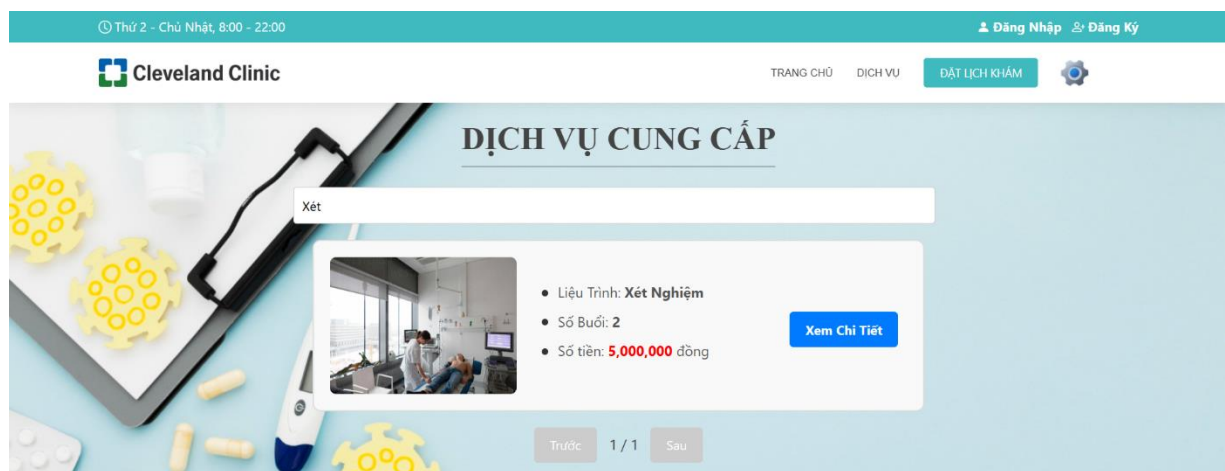 Thứ 2 - Chủ Nhật, 8:00 - 22:00
Đăng Nhập Đăng Ký
Cleveland Clinic
TRANG CHỦ DỊCH VỤ ĐẶT LỊCH KHÁM
DỊCH VỤ CUNG CẤP
Xét
Liệu Trình: Xét Nghiệm
Số Buổi: 2
Số tiền: 5,000,000 đồng
Xem Chi Tiết
Trước 1 / 1 Sau